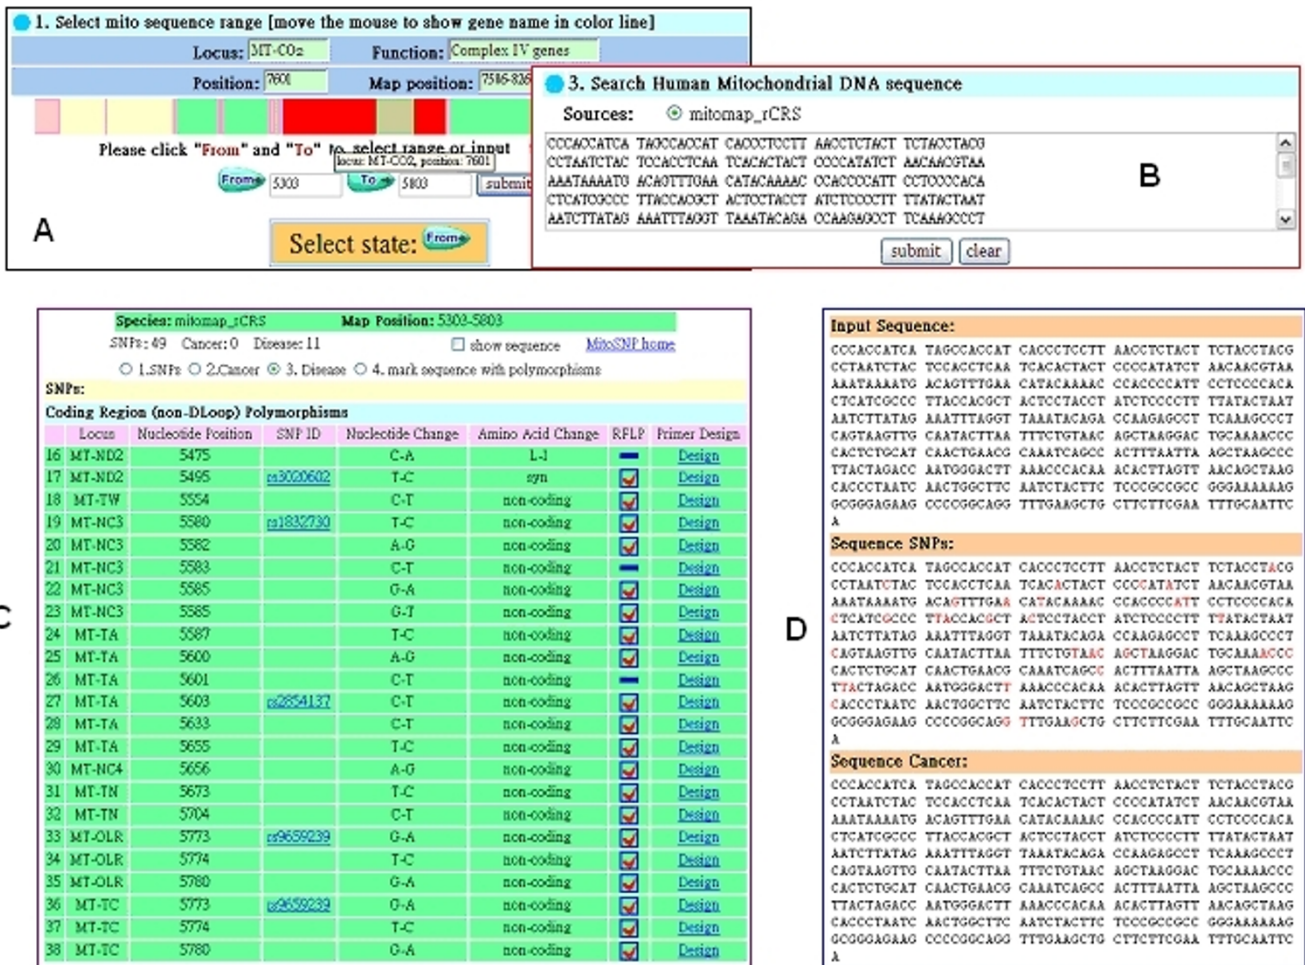 1. Select mito sequence range [move the mouse to show gene name in color line]
Locus: MT-CO2 Function: Complex IV genes
Position: 7601 Map position: 7586-826
Please click "From" and "To" to select range or input
locus: MT-CO2, position: 7601
From 5303 To 5803 submit
A
Select state: From
3. Search Human Mitochondrial DNA sequence
Sources: mitomap_rCRS
CCCACCATCA TAGCCACCAT CACCCTCCTT AACCTCTACT TCTACCTACG
CCTAATCTAC TCCACCTCAA TCACACTACT CCCCATATCT AACAACGTAA
AAATAAAATG ACAGTTTGAA CATACAAAAC CCACCCCATT CCTCCCCACA
CTCATCGCCC TTACCACGCT ACTCCTACCT ATCTCCCCTT TTATACTAAT
AATCTTATAG AAATTTAGGT TAAATACAGA CCAAGAGCCT TCAAAGCCCT
B
submit clear
Species: mitomap_rCRS Map Position: 5303-5803
SNPs: 49 Cancer: 0 Disease: 11 show sequence MitoSNP home
1.SNPs 2.Cancer 3. Disease 4. mark sequence with polymorphisms
SNPs:
Coding Region (non-DLoop) Polymorphisms
Locus Nucleotide Position SNP ID Nucleotide Change Amino Acid Change RFLP Primer Design
16 MT-ND2 5475 C-A L-I Design
17 MT-ND2 5495 rs3020602 T-C syn Design
18 MT-TW 5554 C-T non-coding Design
19 MT-NC3 5580 rs1832730 T-C non-coding Design
20 MT-NC3 5582 A-G non-coding Design
21 MT-NC3 5583 C-T non-coding Design
22 MT-NC3 5585 G-A non-coding Design
23 MT-NC3 5585 G-T non-coding Design
24 MT-TA 5587 T-C non-coding Design
25 MT-TA 5600 A-G non-coding Design
26 MT-TA 5601 C-T non-coding Design
27 MT-TA 5603 rs2854137 C-T non-coding Design
28 MT-TA 5633 C-T non-coding Design
29 MT-TA 5655 T-C non-coding Design
30 MT-NC4 5656 A-G non-coding Design
31 MT-TN 5673 T-C non-coding Design
32 MT-TN 5704 C-T non-coding Design
33 MT-OLR 5773 rs9659239 G-A non-coding Design
34 MT-OLR 5774 T-C non-coding Design
35 MT-OLR 5780 G-A non-coding Design
36 MT-TC 5773 rs9659239 G-A non-coding Design
37 MT-TC 5774 T-C non-coding Design
38 MT-TC 5780 G-A non-coding Design
C
D
Input Sequence:
CCCACCATCA TAGCCACCAT CACCCTCCTT AACCTCTACT TCTACCTACG
CCTAATCTAC TCCACCTCAA TCACACTACT CCCCATATCT AACAACGTAA
AAATAAAATG ACAGTTTGAA CATACAAAAC CCACCCCATT CCTCCCCACA
CTCATCGCCC TTACCACGCT ACTCCTACCT ATCTCCCCTT TTATACTAAT
AATCTTATAG AAATTTAGGT TAAATACAGA CCAAGAGCCT TCAAAGCCCT
CAGTAAGTTG CAATACTTAA TTTCTGTAAC AGCTAAGGAC TGCAAAACCC
CACTCTGCAT CAACTGAACG CAAATCAGCC ACTTTAATTA AGCTAAGCCC
TTACTAGACC AATGGGACTT AAACCCACAA ACACTTAGTT AACAGCTAAG
CACCCTAATC AACTGGCTTC AATCTACTTC TCCCGCCGCC GGGAAAAAAG
GCGGGAGAAG CCCCGGCAGG TTTGAAGCTG CTTCTTCGAA TTTGCAATTC
A
Sequence SNPs:
CCCACCATCA TAGCCACCAT CACCCTCCTT AACCTCTACT TCTACCTACG
CCTAATCTAC TCCACCTCAA TCACACTACT CCCCATATCT AACAACGTAA
AAATAAAATG ACAGTTTGAA CATACAAAAC CCACCCCATT CCTCCCCACA
CTCATCGCCC TTACCACGCT ACTCCTACCT ATCTCCCCTT TTATACTAAT
AATCTTATAG AAATTTAGGT TAAATACAGA CCAAGAGCCT TCAAAGCCCT
CAGTAAGTTG CAATACTTAA TTTCTGTAAC AGCTAAGGAC TGCAAAACCC
CACTCTGCAT CAACTGAACG CAAATCAGCC ACTTTAATTA AGCTAAGCCC
TTACTAGACC AATGGGACTT AAACCCACAA ACACTTAGTT AACAGCTAAG
CACCCTAATC AACTGGCTTC AATCTACTTC TCCCGCCGCC GGGAAAAAAG
GCGGGAGAAG CCCCGGCAGG TTTGAAGCTG CTTCTTCGAA TTTGCAATTC
A
Sequence Cancer:
CCCACCATCA TAGCCACCAT CACCCTCCTT AACCTCTACT TCTACCTACG
CCTAATCTAC TCCACCTCAA TCACACTACT CCCCATATCT AACAACGTAA
AAATAAAATG ACAGTTTGAA CATACAAAAC CCACCCCATT CCTCCCCACA
CTCATCGCCC TTACCACGCT ACTCCTACCT ATCTCCCCTT TTATACTAAT
AATCTTATAG AAATTTAGGT TAAATACAGA CCAAGAGCCT TCAAAGCCCT
CAGTAAGTTG CAATACTTAA TTTCTGTAAC AGCTAAGGAC TGCAAAACCC
CACTCTGCAT CAACTGAACG CAAATCAGCC ACTTTAATTA AGCTAAGCCC
TTACTAGACC AATGGGACTT AAACCCACAA ACACTTAGTT AACAGCTAAG
CACCCTAATC AACTGGCTTC AATCTACTTC TCCCGCCGCC GGGAAAAAAG
GCGGGAGAAG CCCCGGCAGG TTTGAAGCTG CTTCTTCGAA TTTGCAATTC
A